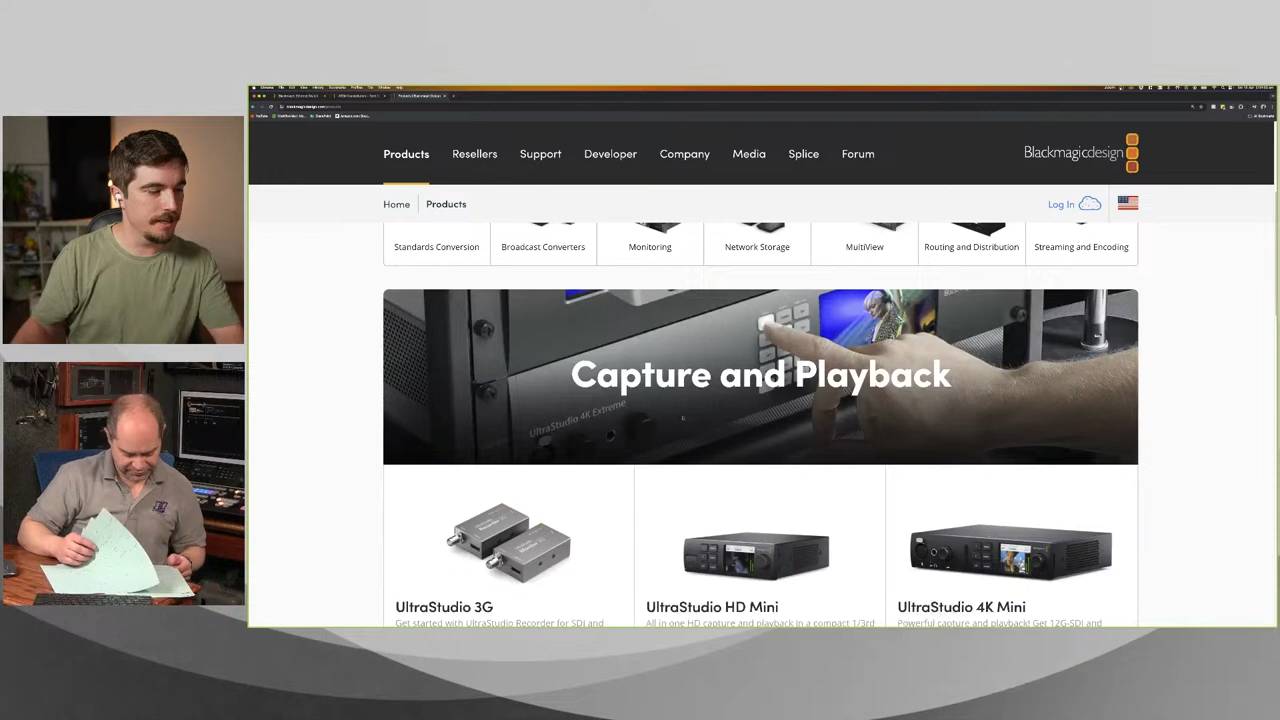 Products Resellers Support Developer Company Media Splice Forum Blackmagicdesign
Home Products Log In
Standards Conversion Broadcast Converters Monitoring Network Storage MultiView Routing and Distribution Streaming and Encoding
Capture and Playback
UltraStudio 4K Extreme
UltraStudio 3G UltraStudio HD Mini UltraStudio 4K Mini
Get started with UltraStudio Recorder for SDI and All in one HD capture and playback in a compact 1/3rd Powerful capture and playback! Get 12G-SDI and